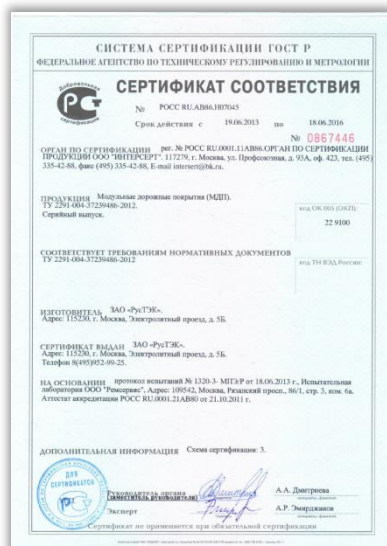 СИСТЕМА СЕРТИФИКАЦИИ ГОСТ Р
ФЕДЕРАЛЬНОЕ АГЕНТСТВО ПО ТЕХНИЧЕСКОМУ РЕГУЛИРОВАНИЮ И МЕТРОЛОГИИ
Добровольная
сертификация
СЕРТИФИКАТ СООТВЕТСТВИЯ
№ РОСС RU.АВ86.Н07045
Срок действия с 19.06.2013 по 18.06.2016
№ 0867446
ОРГАН ПО СЕРТИФИКАЦИИ рег. № РОСС RU.0001.11АВ86.ОРГАН ПО СЕРТИФИКАЦИИ
ПРОДУКЦИИ ООО "ИНТЕРСЕРТ". 117279, г. Москва, ул. Профсоюзная, д. 93А, оф. 423, тел. (495)
335-42-88, факс (495) 335-42-88, E-mail intersert@bk.ru.
ПРОДУКЦИЯ Модульные дорожные покрытия (МДП).
ТУ 2291-004-37239486-2012.
Серийный выпуск.
код ОК 005 (ОКП):
22 9100
СООТВЕТСТВУЕТ ТРЕБОВАНИЯМ НОРМАТИВНЫХ ДОКУМЕНТОВ
ТУ 2291-004-37239486-2012
код ТН ВЭД России:
ИЗГОТОВИТЕЛЬ ЗАО «РусТЭК».
Адрес: 115230, г. Москва, Электролитный проезд, д. 5Б.
СЕРТИФИКАТ ВЫДАН ЗАО «РусТЭК».
Адрес: 115230, г. Москва, Электролитный проезд, д. 5Б.
Телефон 8(495)952-99-25.
НА ОСНОВАНИИ протокол испытаний № 1320-3- МПЭ/Р от 18.06.2013 г., Испытательная
лаборатория ООО "Ремсервис", Адрес: 109542, Москва, Рязанский просп., 86/1, стр. 3, ком. 6а.
Аттестат аккредитации РОСС RU.0001.21АВ80 от 21.10.2011 г.
ДОПОЛНИТЕЛЬНАЯ ИНФОРМАЦИЯ Схема сертификации: 3.
ДЛЯ
СЕРТИФИКАТОВ
Руководитель органа
(заместитель руководителя)
А.А. Дмитриева
Эксперт
А.Р. Эмирджанов
Сертификат не применяется при обязательной сертификации